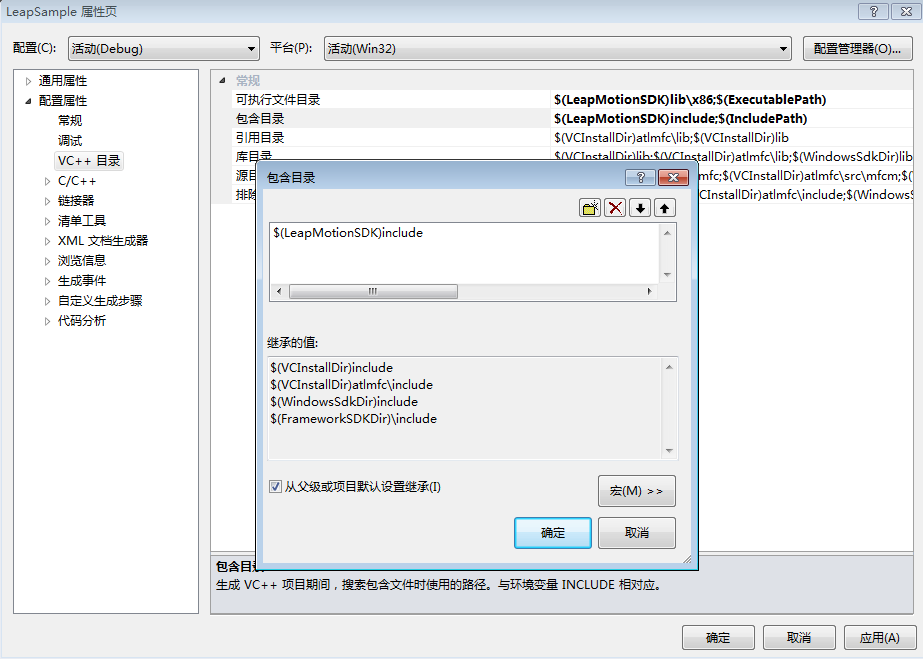 LeapSample 属性页
配置(C): 活动(Debug) 平台(P): 活动(Win32) 配置管理器(O)...
通用属性
配置属性
常规
调试
VC++ 目录
C/C++
链接器
清单工具
XML 文档生成器
浏览信息
生成事件
自定义生成步骤
代码分析
常规
可执行文件目录 $(LeapMotionSDK)lib\x86;$(ExecutablePath)
包含目录 $(LeapMotionSDK)include;$(IncludePath)
引用目录 $(VCInstallDir)atlmfc\lib;$(VCInstallDir)lib
库目录 $(VCInstallDir)lib;$(VCInstallDir)atlmfc\lib;$(WindowsSdkDir)lib
源目 mfc;$(VCInstallDir)atlmfc\src\mfcm;$(
排除 CInstallDir)atlmfc\include;$(WindowsS
包含目录
$(LeapMotionSDK)include
继承的值:
$(VCInstallDir)include
$(VCInstallDir)atlmfc\include
$(WindowsSdkDir)include
$(FrameworkSDKDir)\include
从父级或项目默认设置继承(I)
宏(M) >>
确定 取消
包含目录
生成 VC++ 项目期间，搜索包含文件时使用的路径。与环境变量 INCLUDE 相对应。
确定 取消 应用(A)